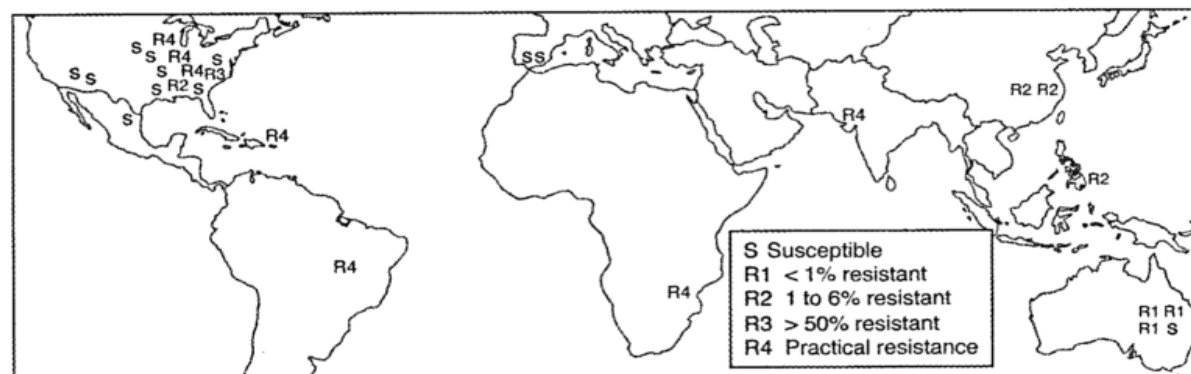 R4
S
S S R4
S R4 R3
S S R2 S
S
S
R4
S S
R4
R2 R2
R2
R4
R4
R1 R1
R1 S
S Susceptible
R1 < 1% resistant
R2 1 to 6% resistant
R3 > 50% resistant
R4 Practical resistance